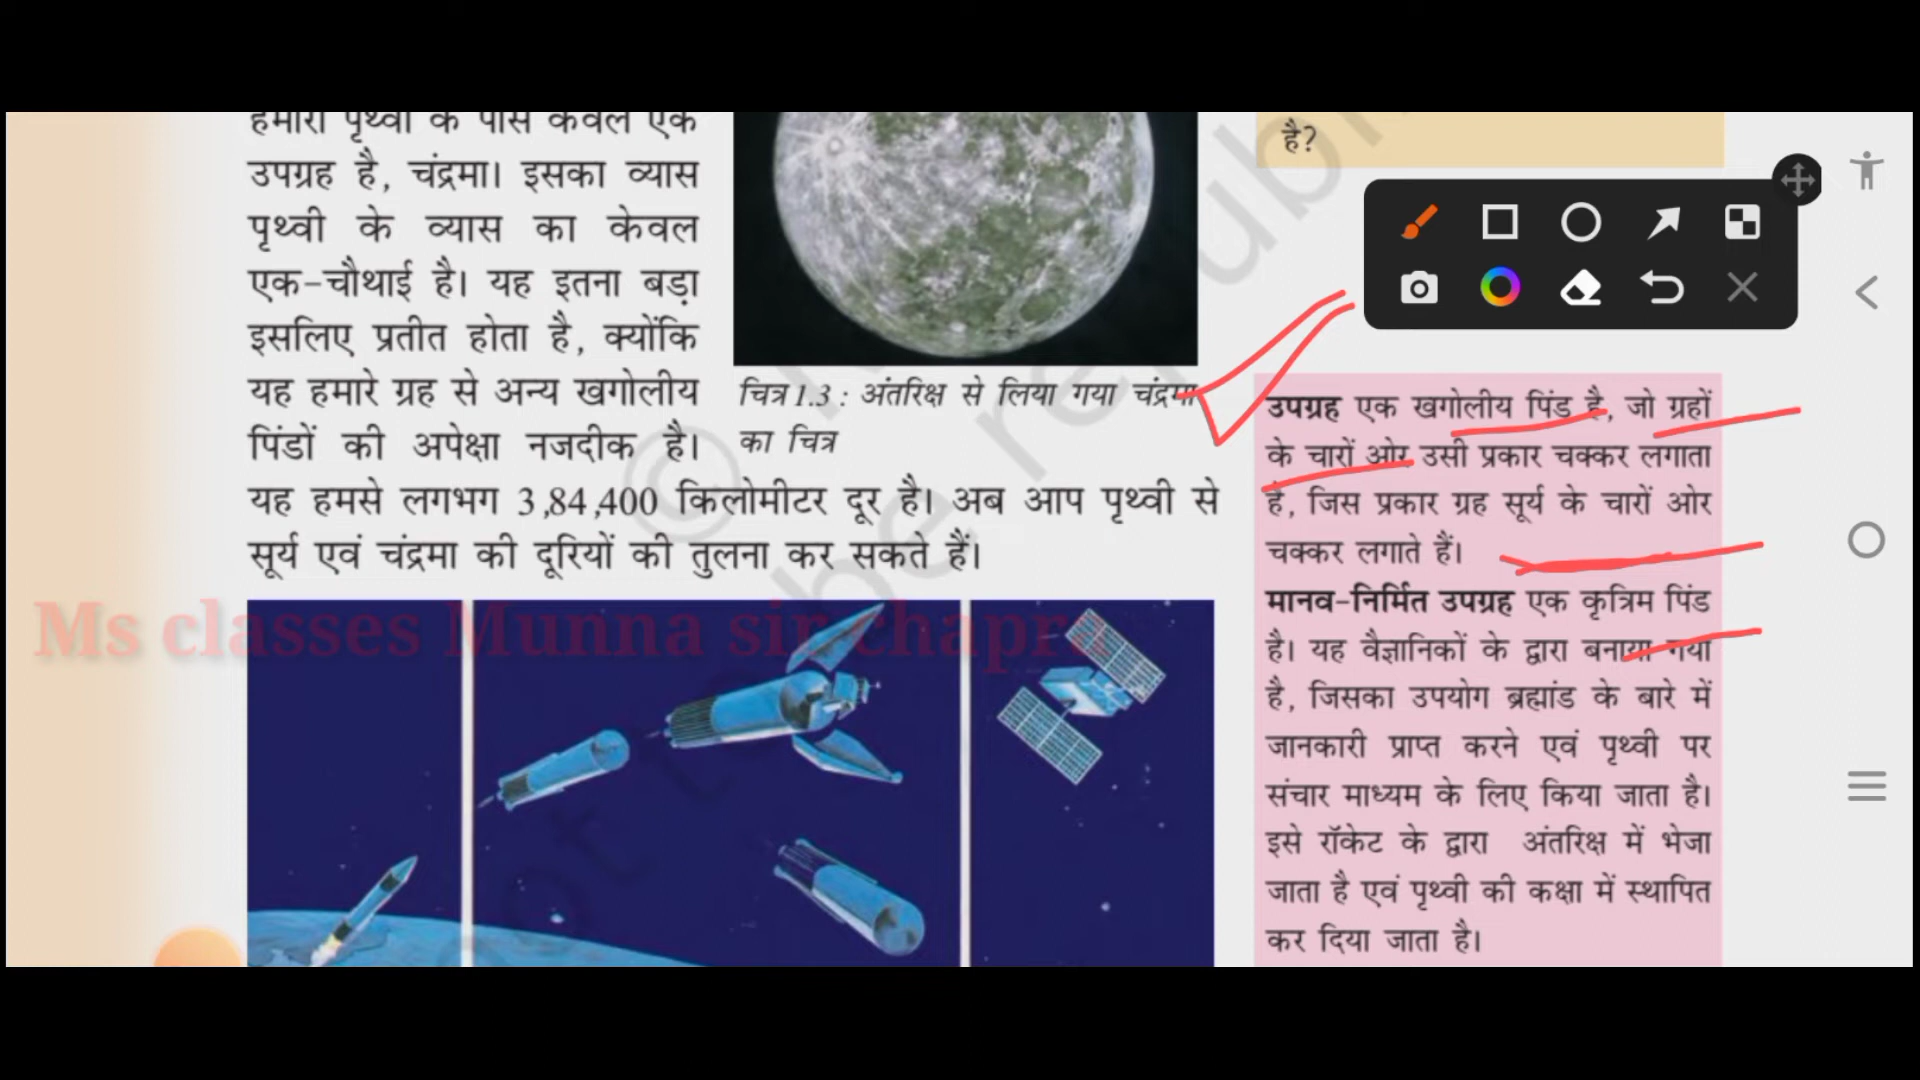 हमारी पृथ्वी के पास केवल एक
उपग्रह है, चंद्रमा। इसका व्यास
पृथ्वी के व्यास का केवल
एक-चौथाई है। यह इतना बड़ा
इसलिए प्रतीत होता है, क्योंकि
यह हमारे ग्रह से अन्य खगोलीय
पिंडों की अपेक्षा नजदीक है।
यह हमसे लगभग 3,84,400 किलोमीटर दूर है। अब आप पृथ्वी से
सूर्य एवं चंद्रमा की दूरियों की तुलना कर सकते हैं।
चित्र 1.3 : अंतरिक्ष से लिया गया चंद्रमा
का चित्र
है?
उपग्रह एक खगोलीय पिंड है, जो ग्रहों
के चारों ओर उसी प्रकार चक्कर लगाता
है, जिस प्रकार ग्रह सूर्य के चारों ओर
चक्कर लगाते हैं।
मानव-निर्मित उपग्रह एक कृत्रिम पिंड
है। यह वैज्ञानिकों के द्वारा बनाया गया
है, जिसका उपयोग ब्रह्मांड के बारे में
जानकारी प्राप्त करने एवं पृथ्वी पर
संचार माध्यम के लिए किया जाता है।
इसे रॉकेट के द्वारा अंतरिक्ष में भेजा
जाता है एवं पृथ्वी की कक्षा में स्थापित
कर दिया जाता है।
Ms classes Munna sir chapra